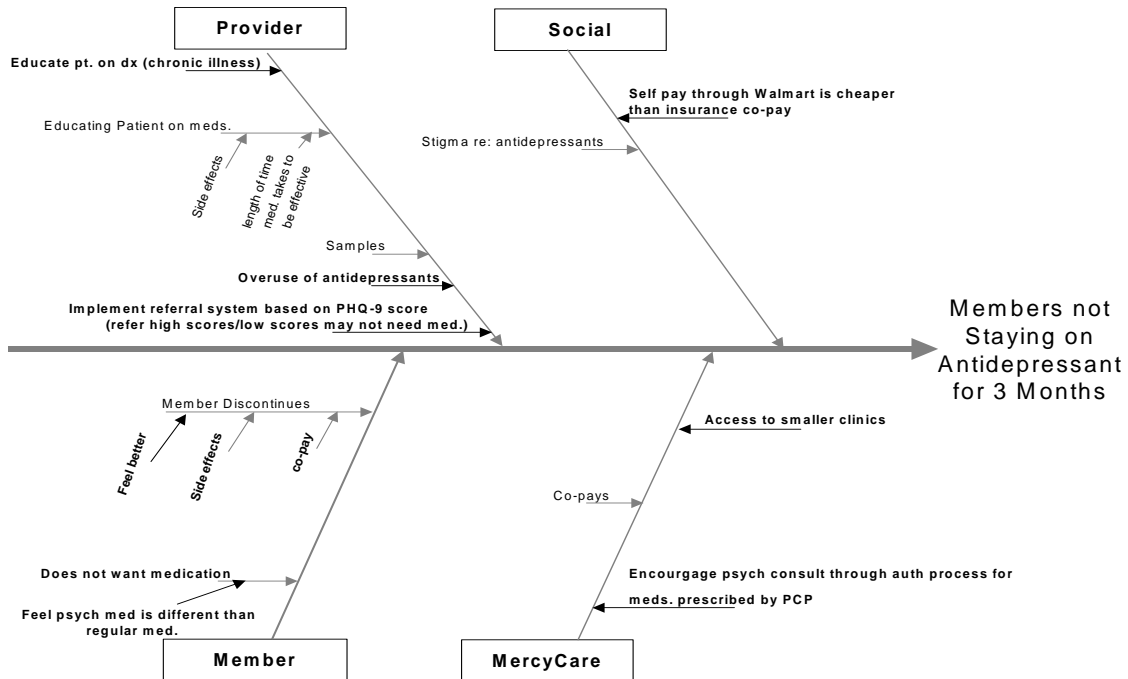 Provider
Social
Educate pt. on dx (chronic illness)
Self pay through Walmart is cheaper
than insurance co-pay
Educating Patient on meds.
Stigma re: antidepressants
Side effects
length of time
med. takes to
be effective
Samples
Overuse of antidepressants
Implement referral system based on PHQ-9 score
(refer high scores/low scores may not need med.)
Members not
Staying on
Antidepressant
for 3 Months
Member Discontinues
Feel better
Side effects
co-pay
Access to smaller clinics
Co-pays
Does not want medication
Feel psych med is different than
regular med.
Encourgage psych consult through auth process for
meds. prescribed by PCP
Member
MercyCare